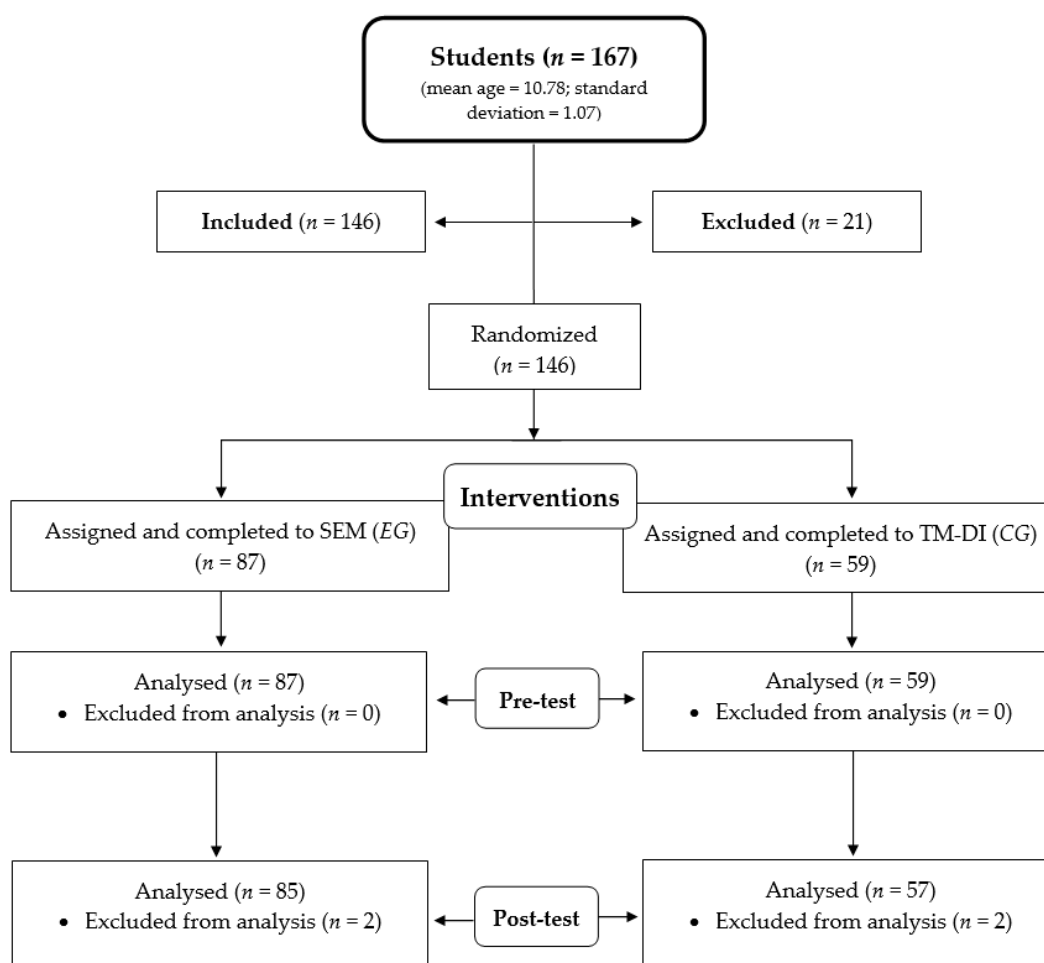 Students (n = 167)
(mean age = 10.78; standard
deviation = 1.07)
Included (n = 146)
Excluded (n = 21)
Randomized
(n = 146)
Interventions
Assigned and completed to SEM (EG)
(n = 87)
Assigned and completed to TM-DI (CG)
(n = 59)
Analysed (n = 87)
• Excluded from analysis (n = 0)
Pre-test
Analysed (n = 59)
• Excluded from analysis (n = 0)
Analysed (n = 85)
• Excluded from analysis (n = 2)
Post-test
Analysed (n = 57)
• Excluded from analysis (n = 2)